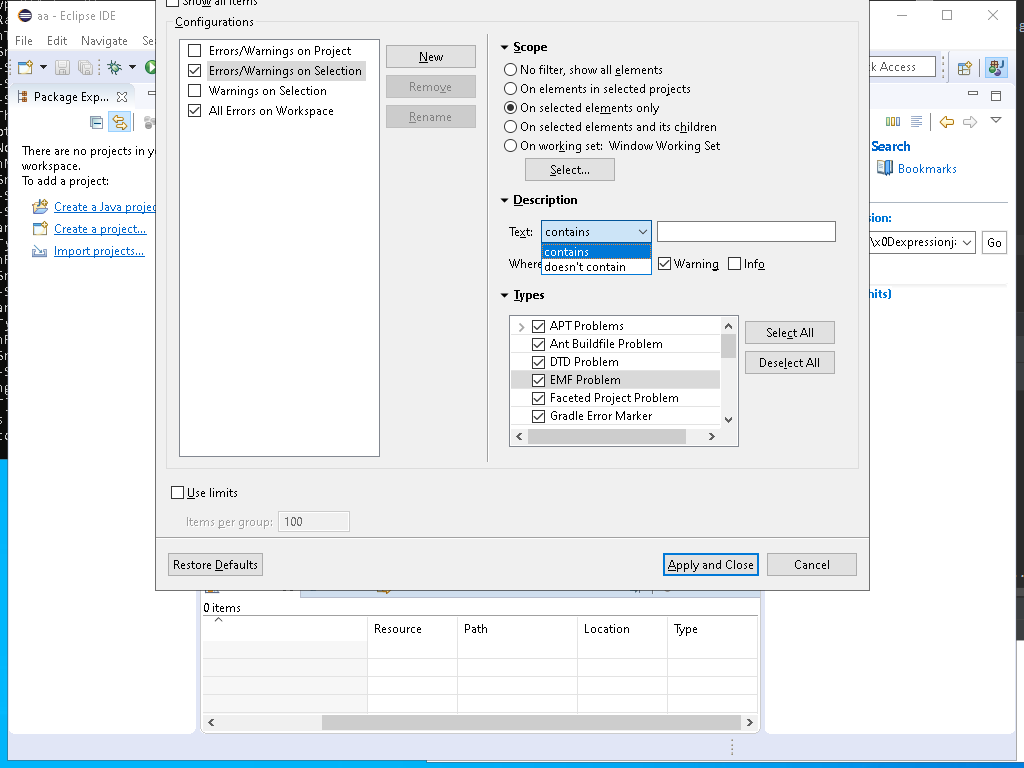 aa - Eclipse IDE
Show all items
File Edit Navigate Se
Configurations
Errors/Warnings on Project
Errors/Warnings on Selection
Warnings on Selection
All Errors on Workspace
New
Remove
Rename
Scope
No filter, show all elements
On elements in selected projects
On selected elements only
On selected elements and its children
On working set: Window Working Set
Select...
Description
Text: contains
contains
doesn't contain
Where
Warning
Info
Types
APT Problems
Ant Buildfile Problem
DTD Problem
EMF Problem
Faceted Project Problem
Gradle Error Marker
Select All
Deselect All
Use limits
Items per group: 100
Restore Defaults
Apply and Close
Cancel
Package Exp...
There are no projects in y
workspace.
To add a project:
Create a Java projec
Create a project...
Import projects...
k Access
Search
Bookmarks
sion:
\x0Dexpressionj
Go
hits)
0 items
Resource Path Location Type